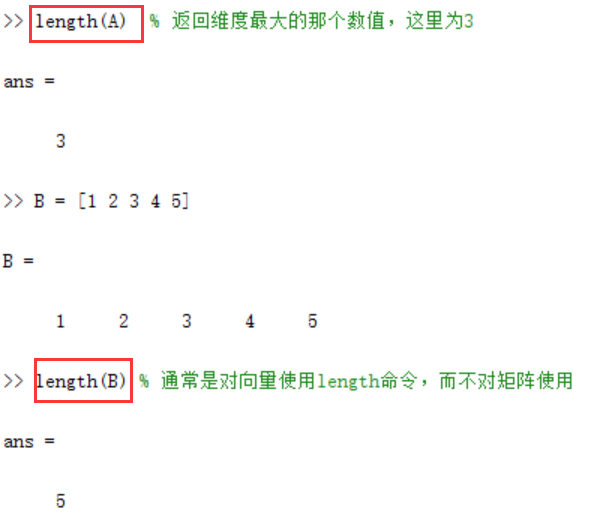 >> length(A) % 返回维度最大的那个数值，这里为3
ans =
3
>> B = [1 2 3 4 5]
B =
1 2 3 4 5
>> length(B) % 通常是对向量使用length命令，而不对矩阵使用
ans =
5